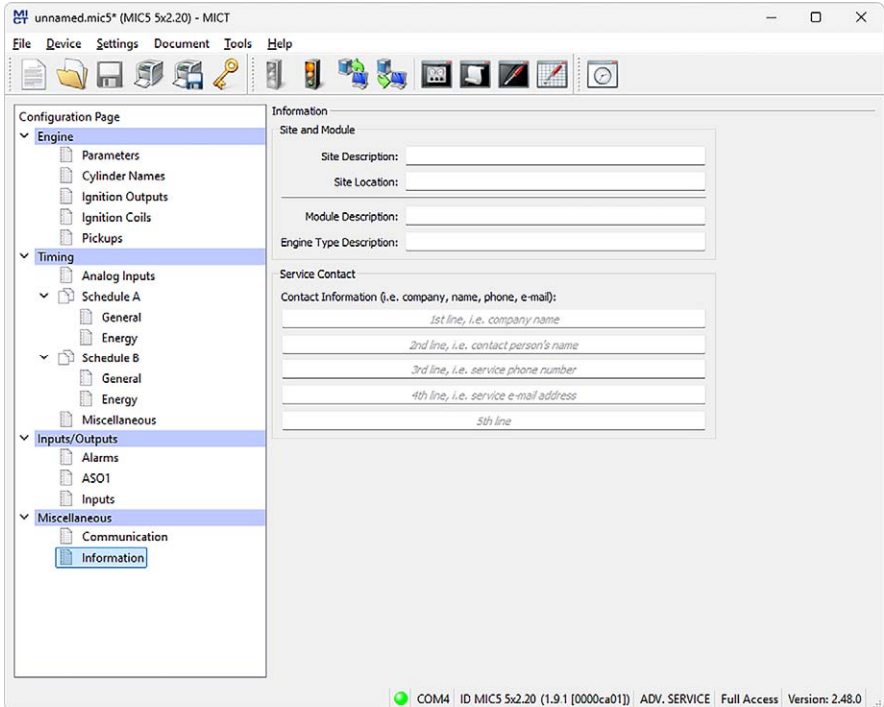 MICT unnamed.mic5* (MIC5 5x2.20) - MICT
File Device Settings Document Tools Help
Configuration Page
Engine
Parameters
Cylinder Names
Ignition Outputs
Ignition Coils
Pickups
Timing
Analog Inputs
Schedule A
General
Energy
Schedule B
General
Energy
Miscellaneous
Inputs/Outputs
Alarms
ASO1
Inputs
Miscellaneous
Communication
Information
Information
Site and Module
Site Description:
Site Location:
Module Description:
Engine Type Description:
Service Contact
Contact Information (i.e. company, name, phone, e-mail):
1st line, i.e. company name
2nd line, i.e. contact person's name
3rd line, i.e. service phone number
4th line, i.e. service e-mail address
5th line
COM4 ID MIC5 5x2.20 (1.9.1 [0000ca01]) ADV. SERVICE Full Access Version: 2.48.0